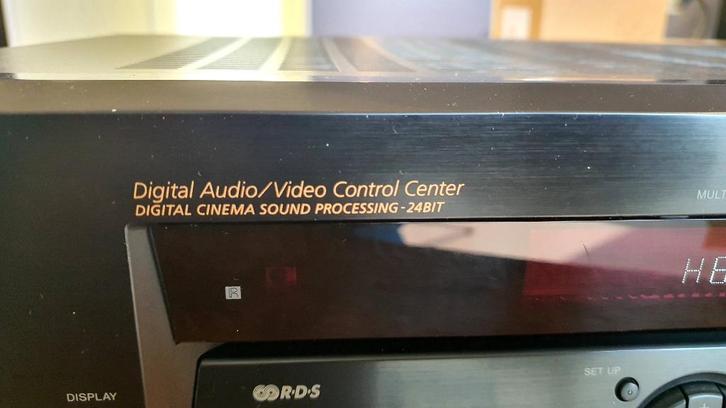 Digital Audio/Video Control Center
DIGITAL CINEMA SOUND PROCESSING-24BIT
R
R·D·S
SET UP
DISPLAY